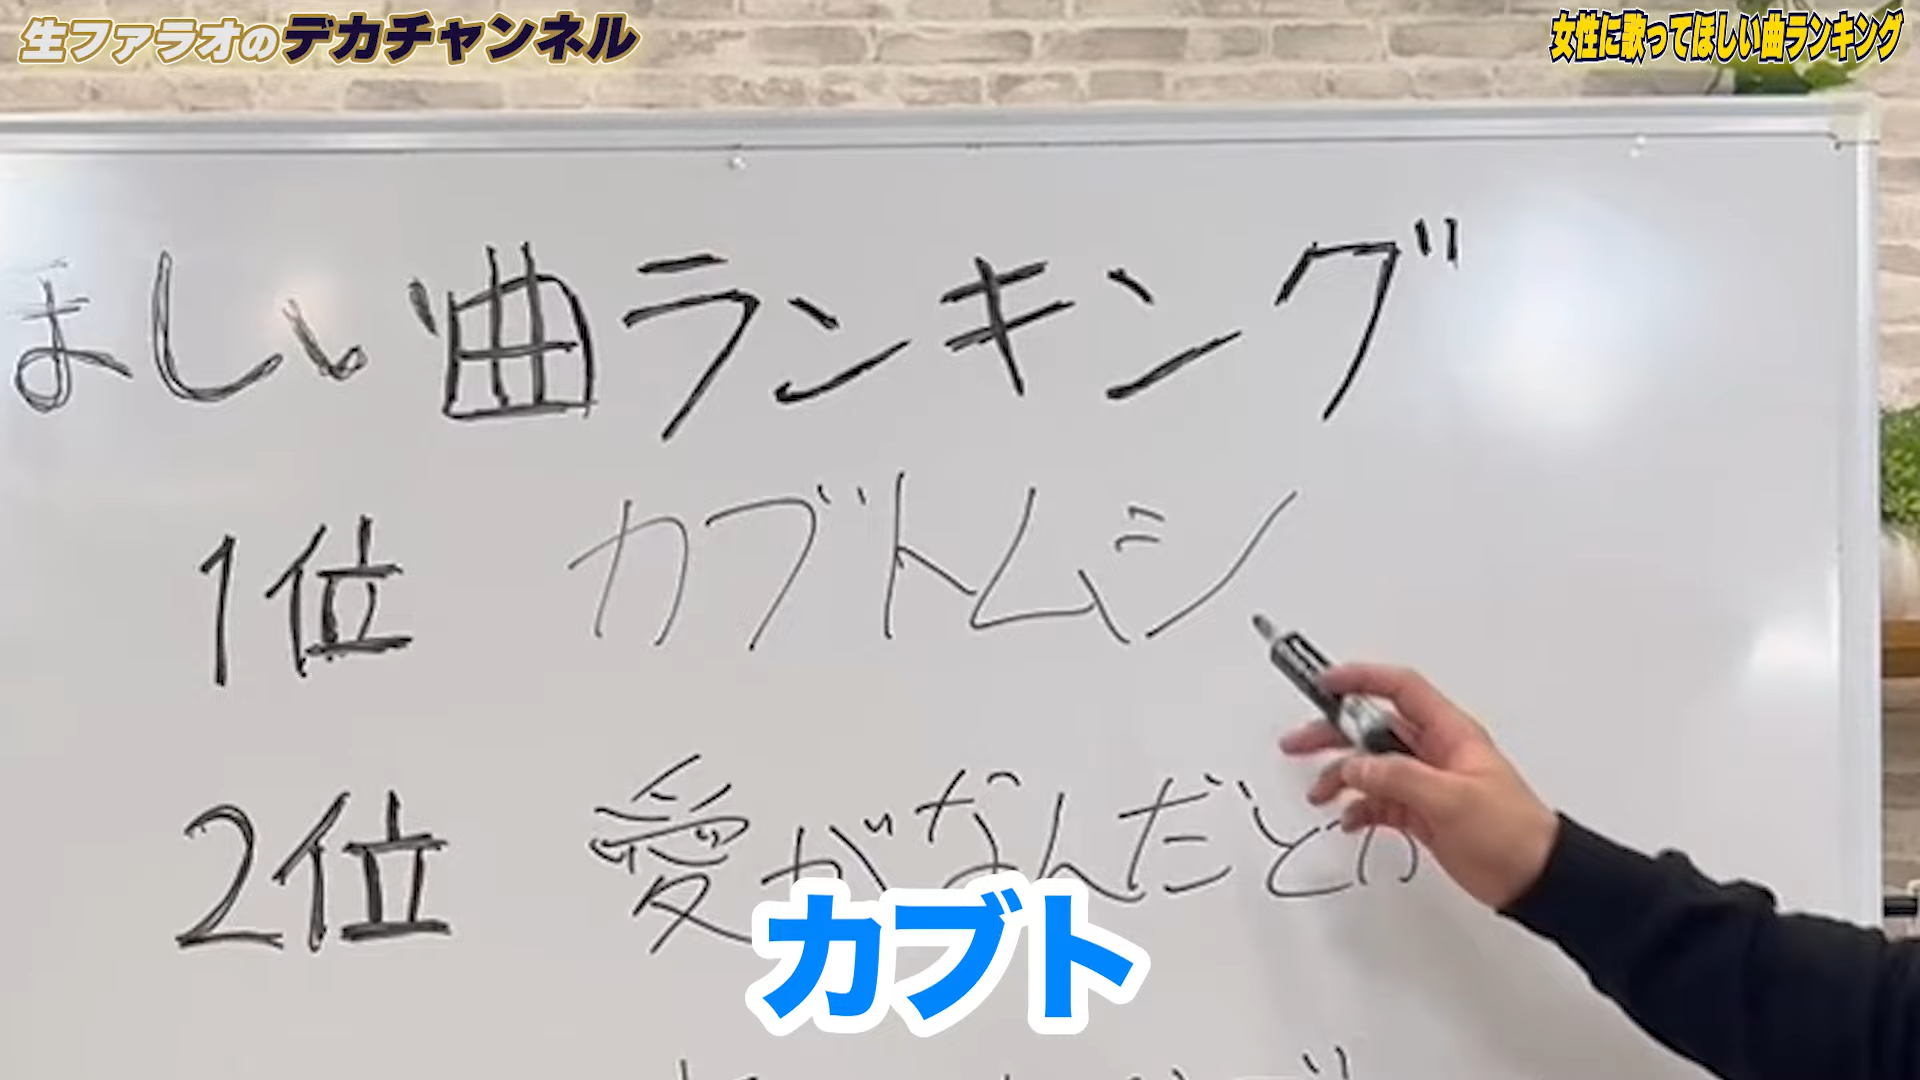 生ファラオのデカチャンネル
女性に歌ってほしい曲ランキング
ほしい曲ランキング
1位 カブトムシ
2位 愛がなんだとか
カブト